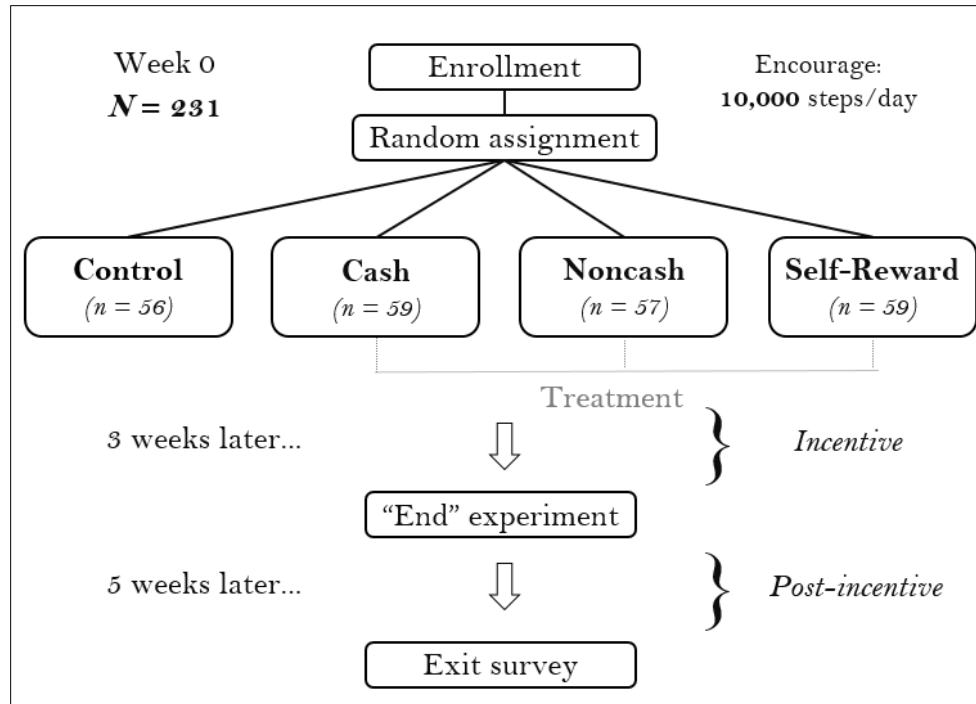 Week 0
N = 231
Enrollment
Encourage:
10,000 steps/day
Random assignment
Control
(n = 56)
Cash
(n = 59)
Noncash
(n = 57)
Self-Reward
(n = 59)
Treatment
3 weeks later...
Incentive
“End” experiment
5 weeks later...
Post-incentive
Exit survey